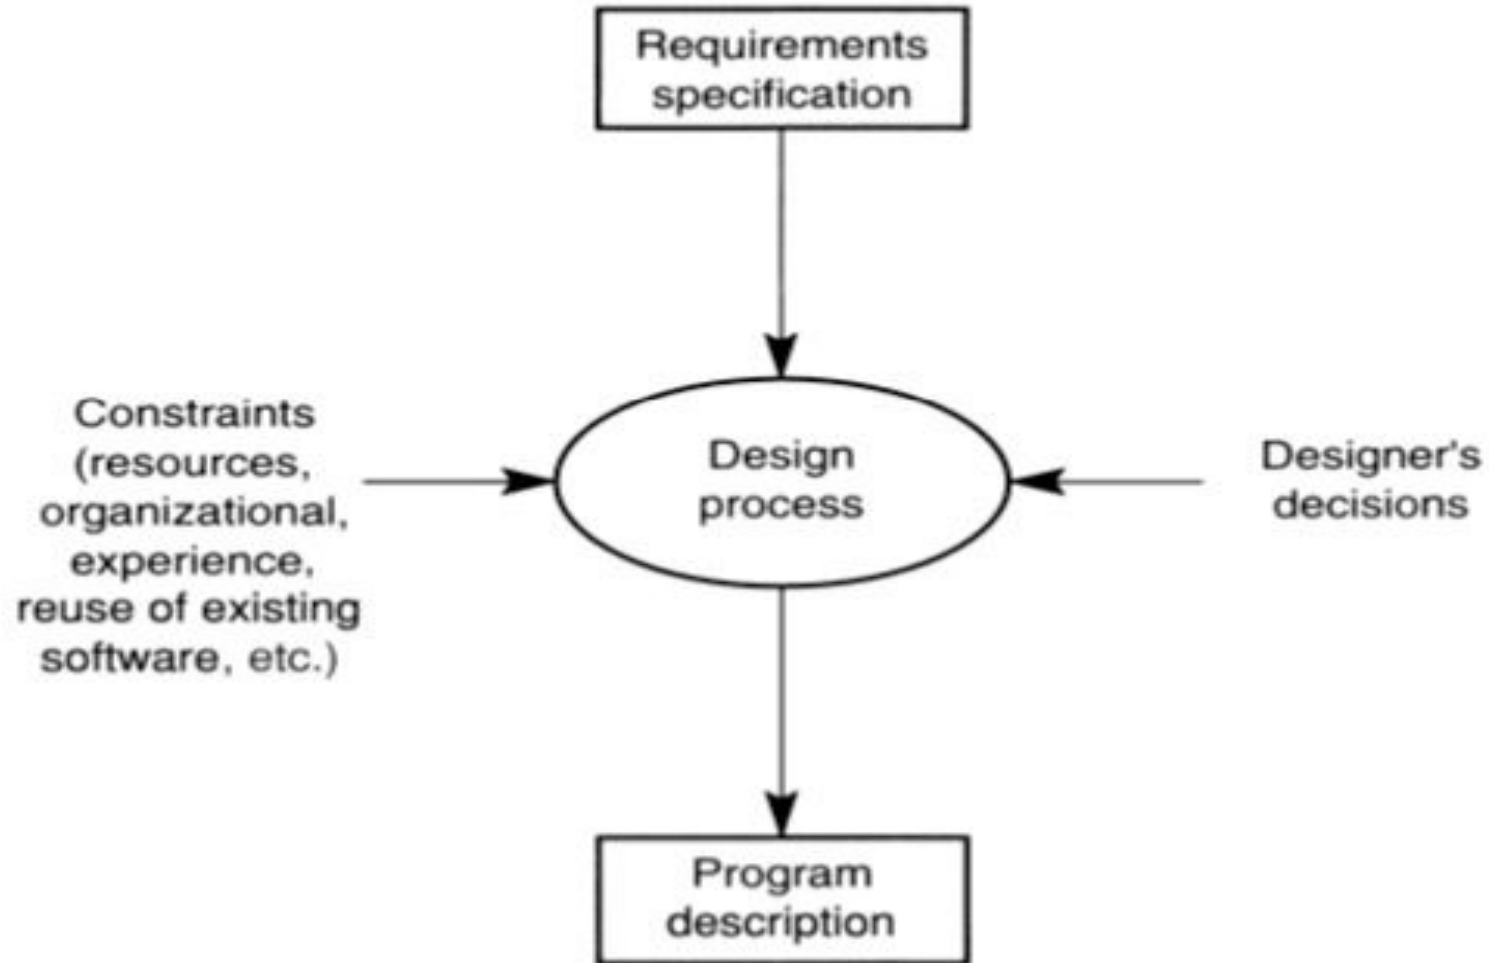 Requirements
specification
Constraints
(resources,
organizational,
experience,
reuse of existing
software, etc.)
Design
process
Designer's
decisions
Program
description